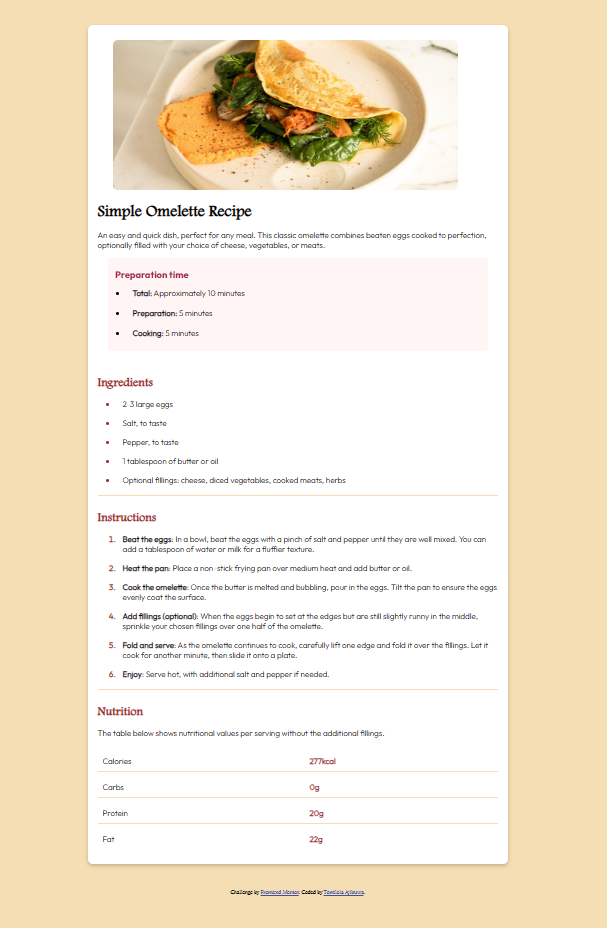 Simple Omelette Recipe
An easy and quick dish, perfect for any meal. This classic omelette combines beaten eggs cooked to perfection,
optionally filled with your choice of cheese, vegetables, or meats.
Preparation time
• Total: Approximately 10 minutes
• Preparation: 5 minutes
• Cooking: 5 minutes
Ingredients
• 2-3 large eggs
• Salt, to taste
• Pepper, to taste
• 1 tablespoon of butter or oil
• Optional fillings: cheese, diced vegetables, cooked meats, herbs
Instructions
1. Beat the eggs: In a bowl, beat the eggs with a pinch of salt and pepper until they are well mixed. You can
add a tablespoon of water or milk for a fluffier texture.
2. Heat the pan: Place a non-stick frying pan over medium heat and add butter or oil.
3. Cook the omelette: Once the butter is melted and bubbling, pour in the eggs. Tilt the pan to ensure the eggs
evenly coat the surface.
4. Add fillings (optional): When the eggs begin to set at the edges but are still slightly runny in the middle,
sprinkle your chosen fillings over one half of the omelette.
5. Fold and serve: As the omelette continues to cook, carefully lift one edge and fold it over the fillings. Let it
cook for another minute, then slide it onto a plate.
6. Enjoy: Serve hot, with additional salt and pepper if needed.
Nutrition
The table below shows nutritional values per serving without the additional fillings.
Calories 277kcal
Carbs 0g
Protein 20g
Fat 22g
Challenge by Frontend Mentor. Coded by